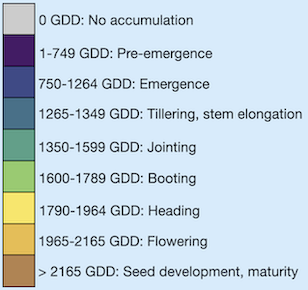 0 GDD: No accumulation
1-749 GDD: Pre-emergence
750-1264 GDD: Emergence
1265-1349 GDD: Tillering, stem elongation
1350-1599 GDD: Jointing
1600-1789 GDD: Booting
1790-1964 GDD: Heading
1965-2165 GDD: Flowering
> 2165 GDD: Seed development, maturity